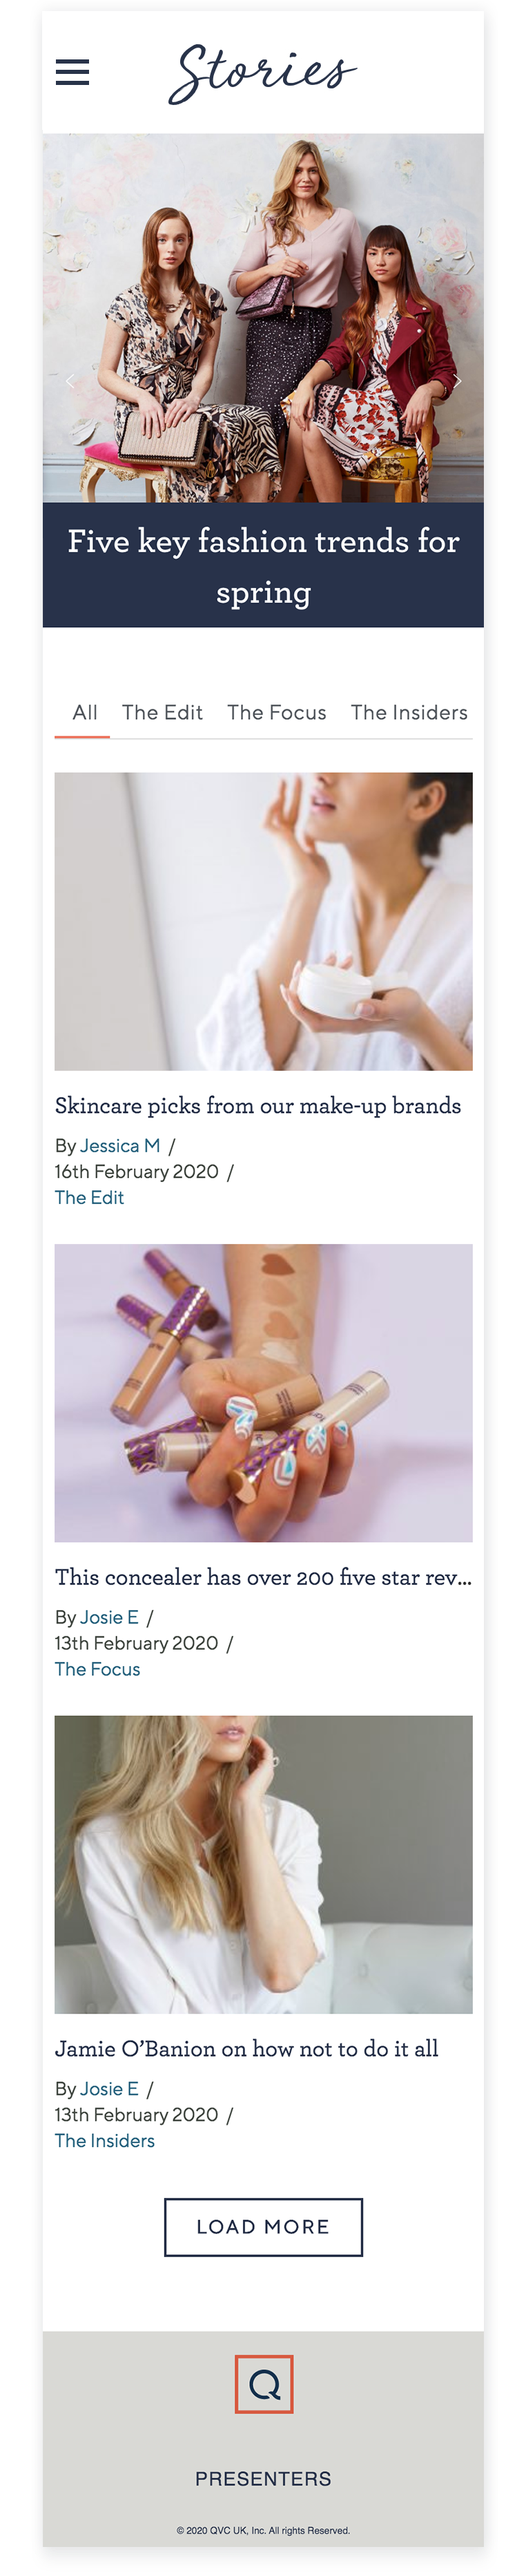 Stories
Five key fashion trends for
spring
All The Edit The Focus The Insiders
Skincare picks from our make-up brands
By Jessica M /
16th February 2020 /
The Edit
This concealer has over 200 five star rev...
By Josie E /
13th February 2020 /
The Focus
Jamie O’Banion on how not to do it all
By Josie E /
13th February 2020 /
The Insiders
LOAD MORE
Q
PRESENTERS
© 2020 QVC UK, Inc. All rights Reserved.